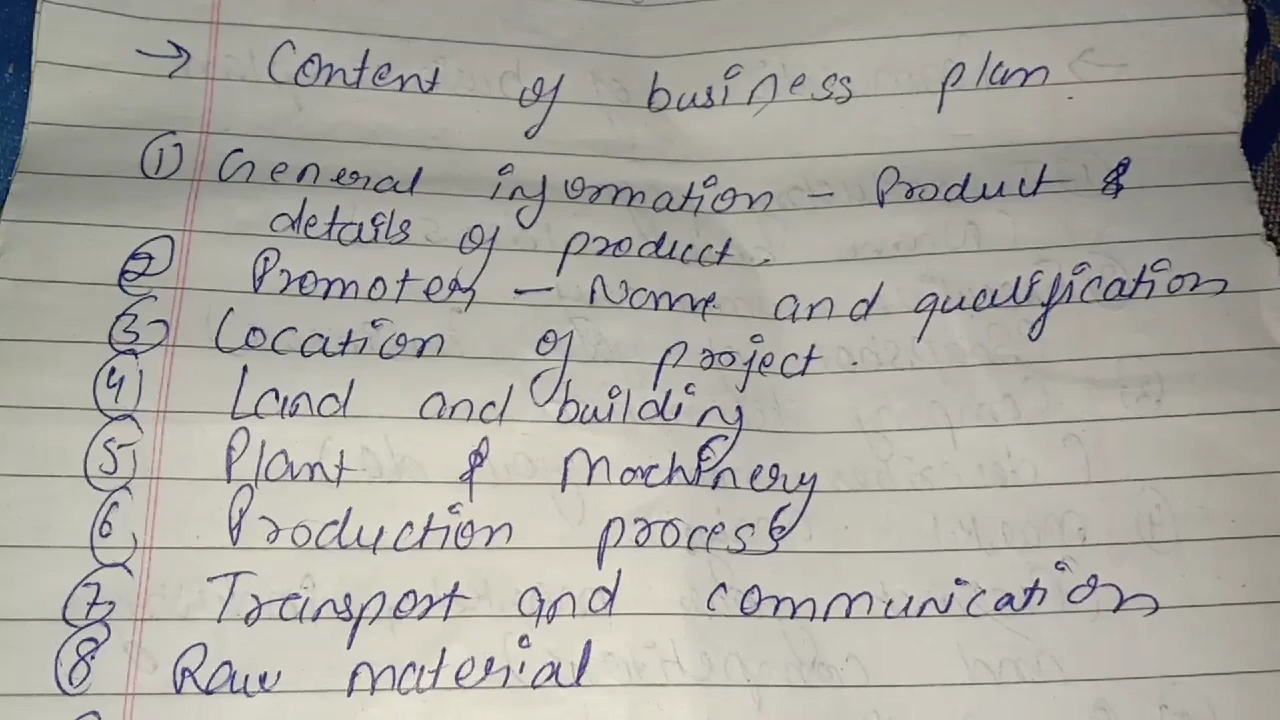 → Content of business plan
① General information - Product &
details of product.
② Promoters - Name and qualification
③ Location of project.
④ Land and building
⑤ Plant & Machinery
⑥ Production process
⑦ Transport and communication
⑧ Raw material